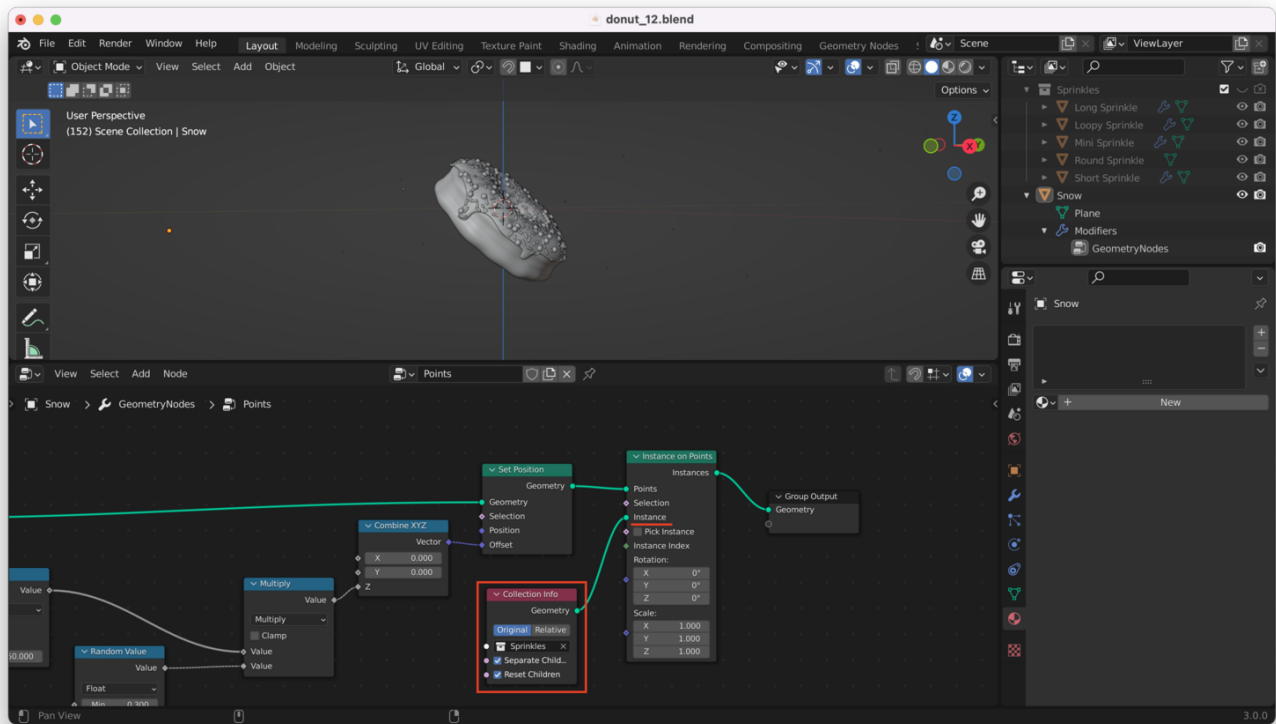 donut_12.blend
File Edit Render Window Help Layout Modeling Sculpting UV Editing Texture Paint Shading Animation Rendering Compositing Geometry Nodes Scene ViewLayer
Object Mode View Select Add Object Global
Options
User Perspective
(152) Scene Collection | Snow
Z
X
Y
Sprinkles
Long Sprinkle
Loopy Sprinkle
Mini Sprinkle
Round Sprinkle
Short Sprinkle
Snow
Plane
Modifiers
GeometryNodes
Snow
New
View Select Add Node Points
Snow > GeometryNodes > Points
Value
50.000
Random Value
Value
Float
Min 0.300
Multiply
Value
Multiply
Clamp
Value
Value
Combine XYZ
Vector
X 0.000
Y 0.000
Z
Set Position
Geometry
Geometry
Selection
Position
Offset
Collection Info
Geometry
Original Relative
Sprinkles
Separate Child...
Reset Children
Instance on Points
Instances
Points
Selection
Instance
Pick Instance
Instance Index
Rotation:
X 0°
Y 0°
Z 0°
Scale:
X 1.000
Y 1.000
Z 1.000
Group Output
Geometry
Pan View
3.0.0